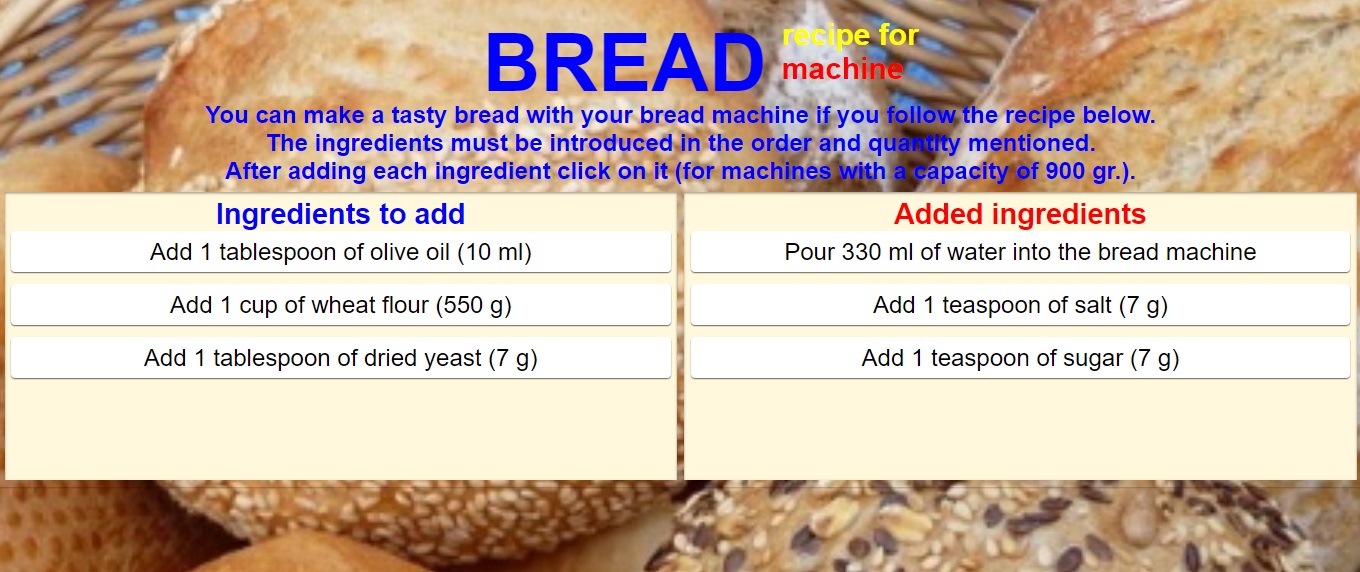 BREAD
recipe for
machine
You can make a tasty bread with your bread machine if you follow the recipe below.
The ingredients must be introduced in the order and quantity mentioned.
After adding each ingredient click on it (for machines with a capacity of 900 gr.).
Ingredients to add
Add 1 tablespoon of olive oil (10 ml)
Add 1 cup of wheat flour (550 g)
Add 1 tablespoon of dried yeast (7 g)
Added ingredients
Pour 330 ml of water into the bread machine
Add 1 teaspoon of salt (7 g)
Add 1 teaspoon of sugar (7 g)